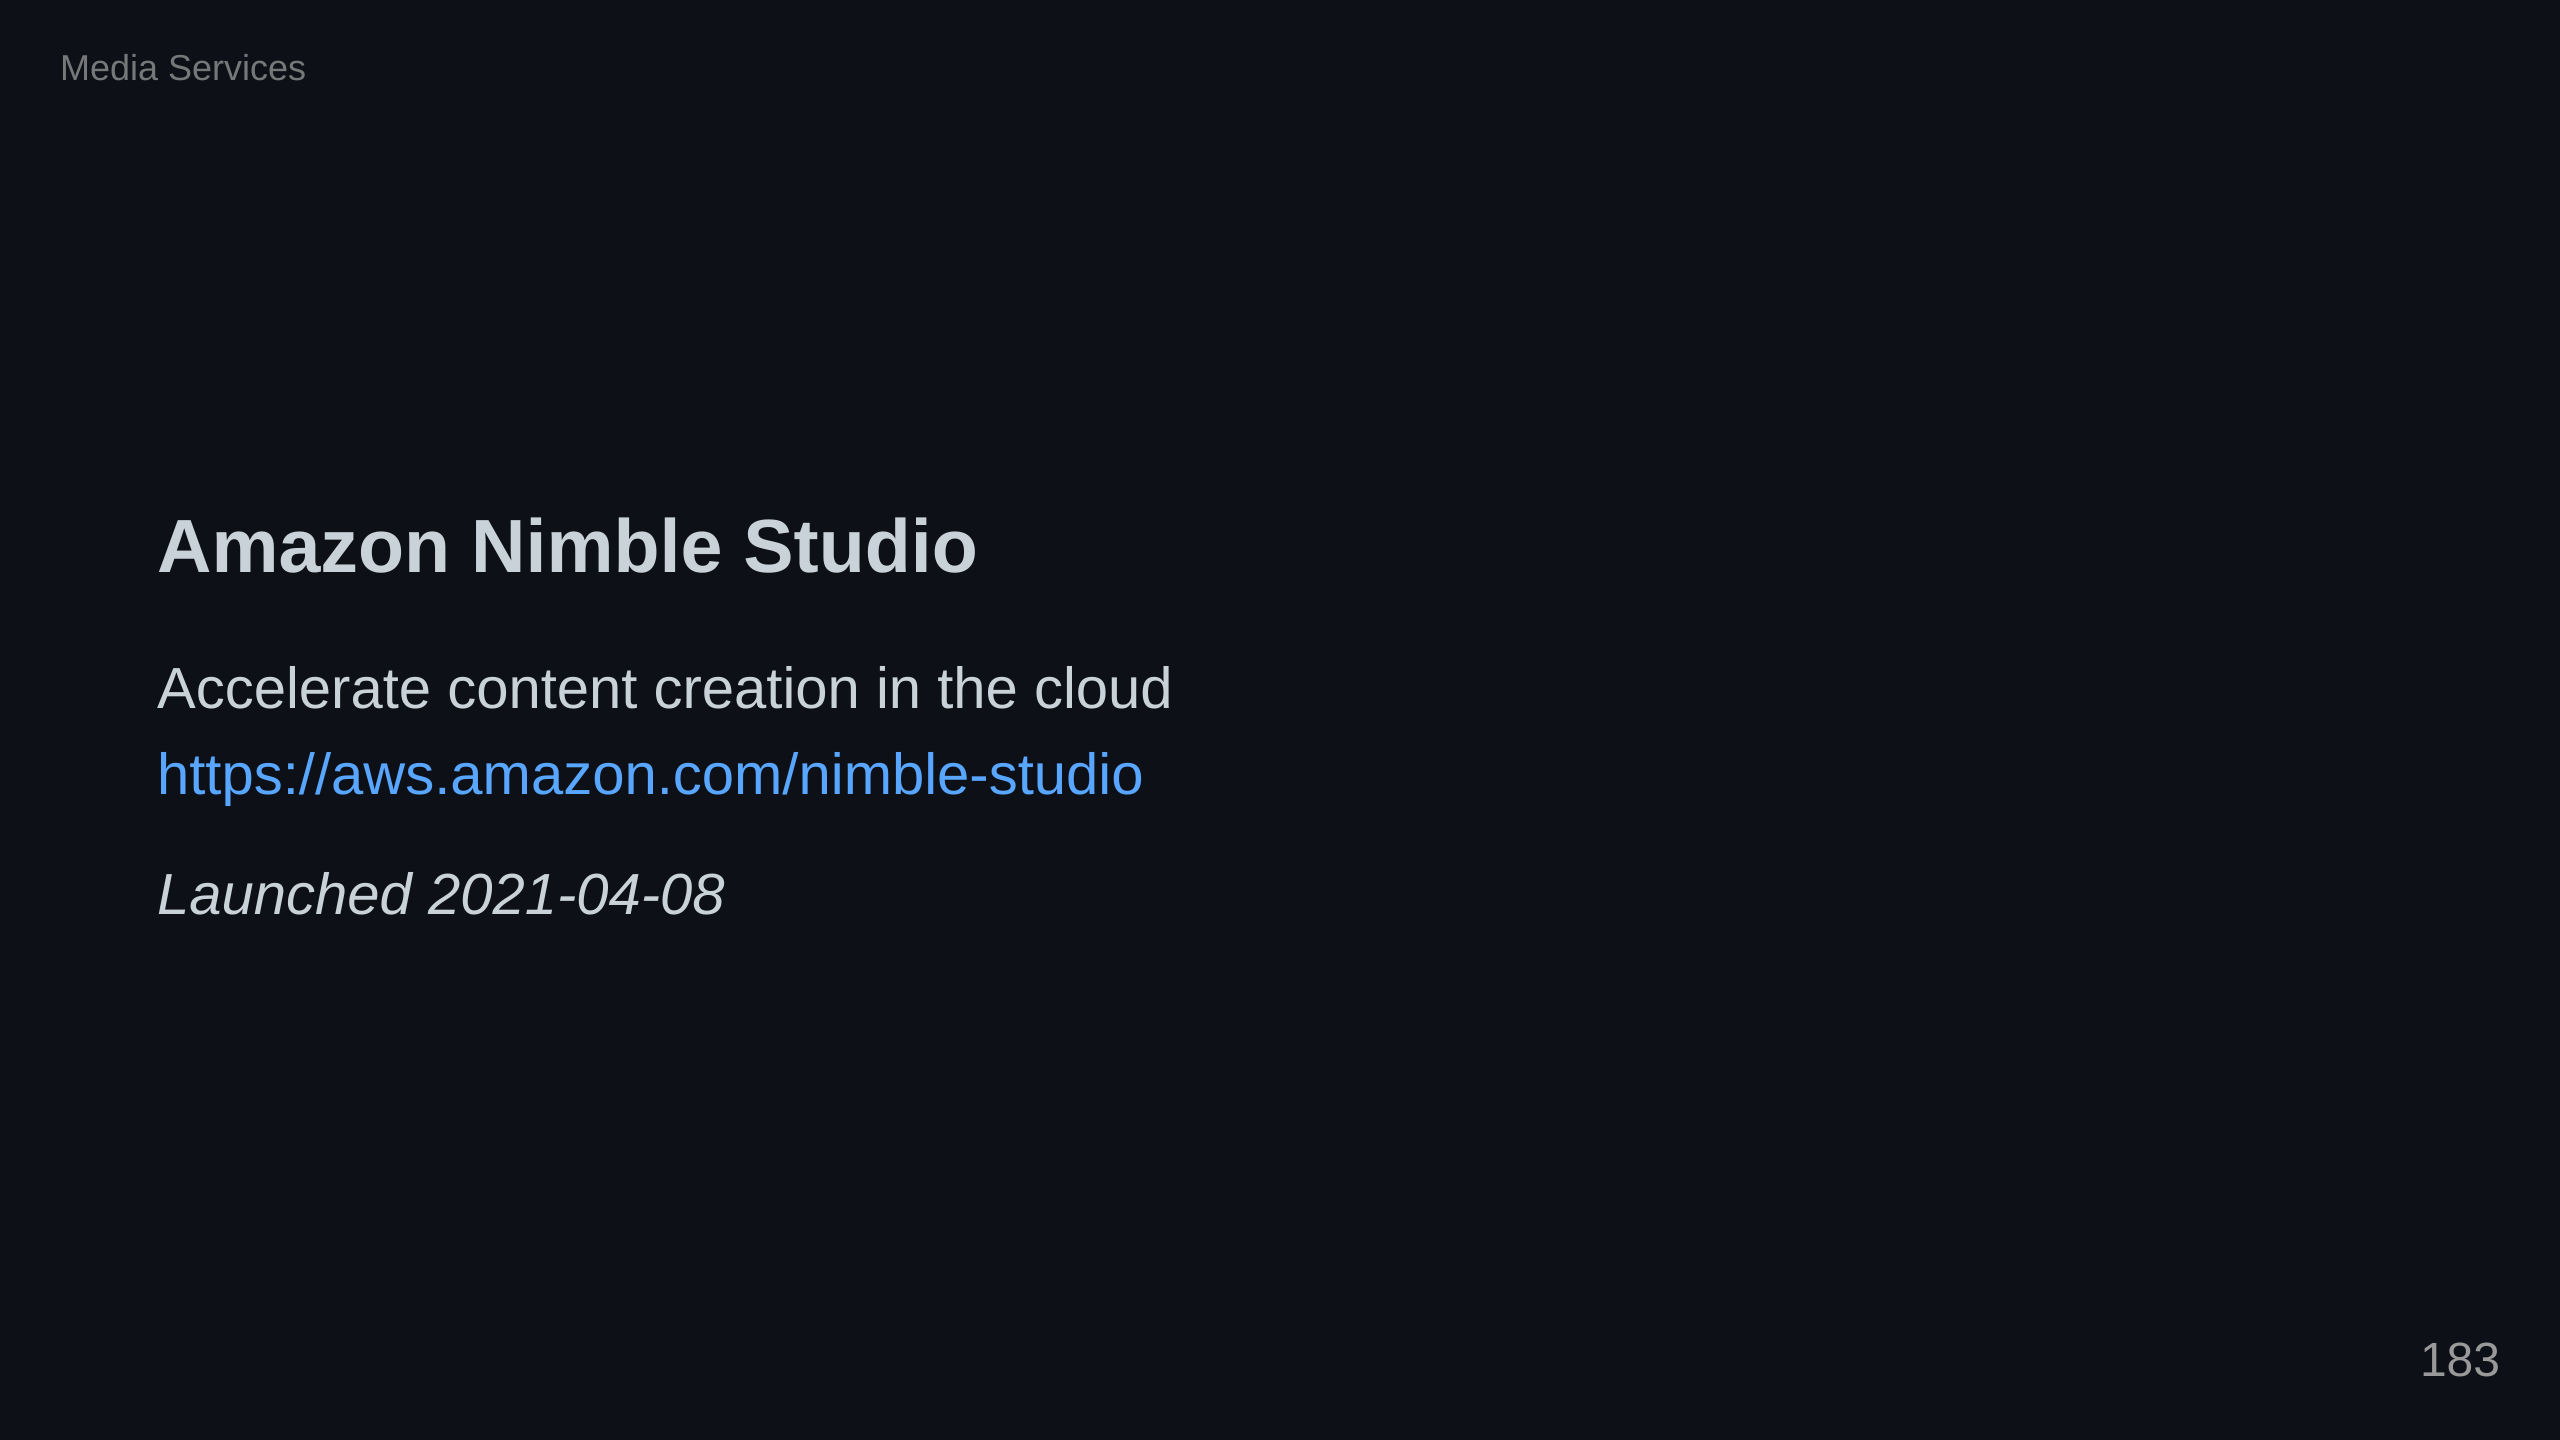 Media Services
Amazon Nimble Studio
Accelerate content creation in the cloud
https://aws.amazon.com/nimble-studio
Launched 2021-04-08
183